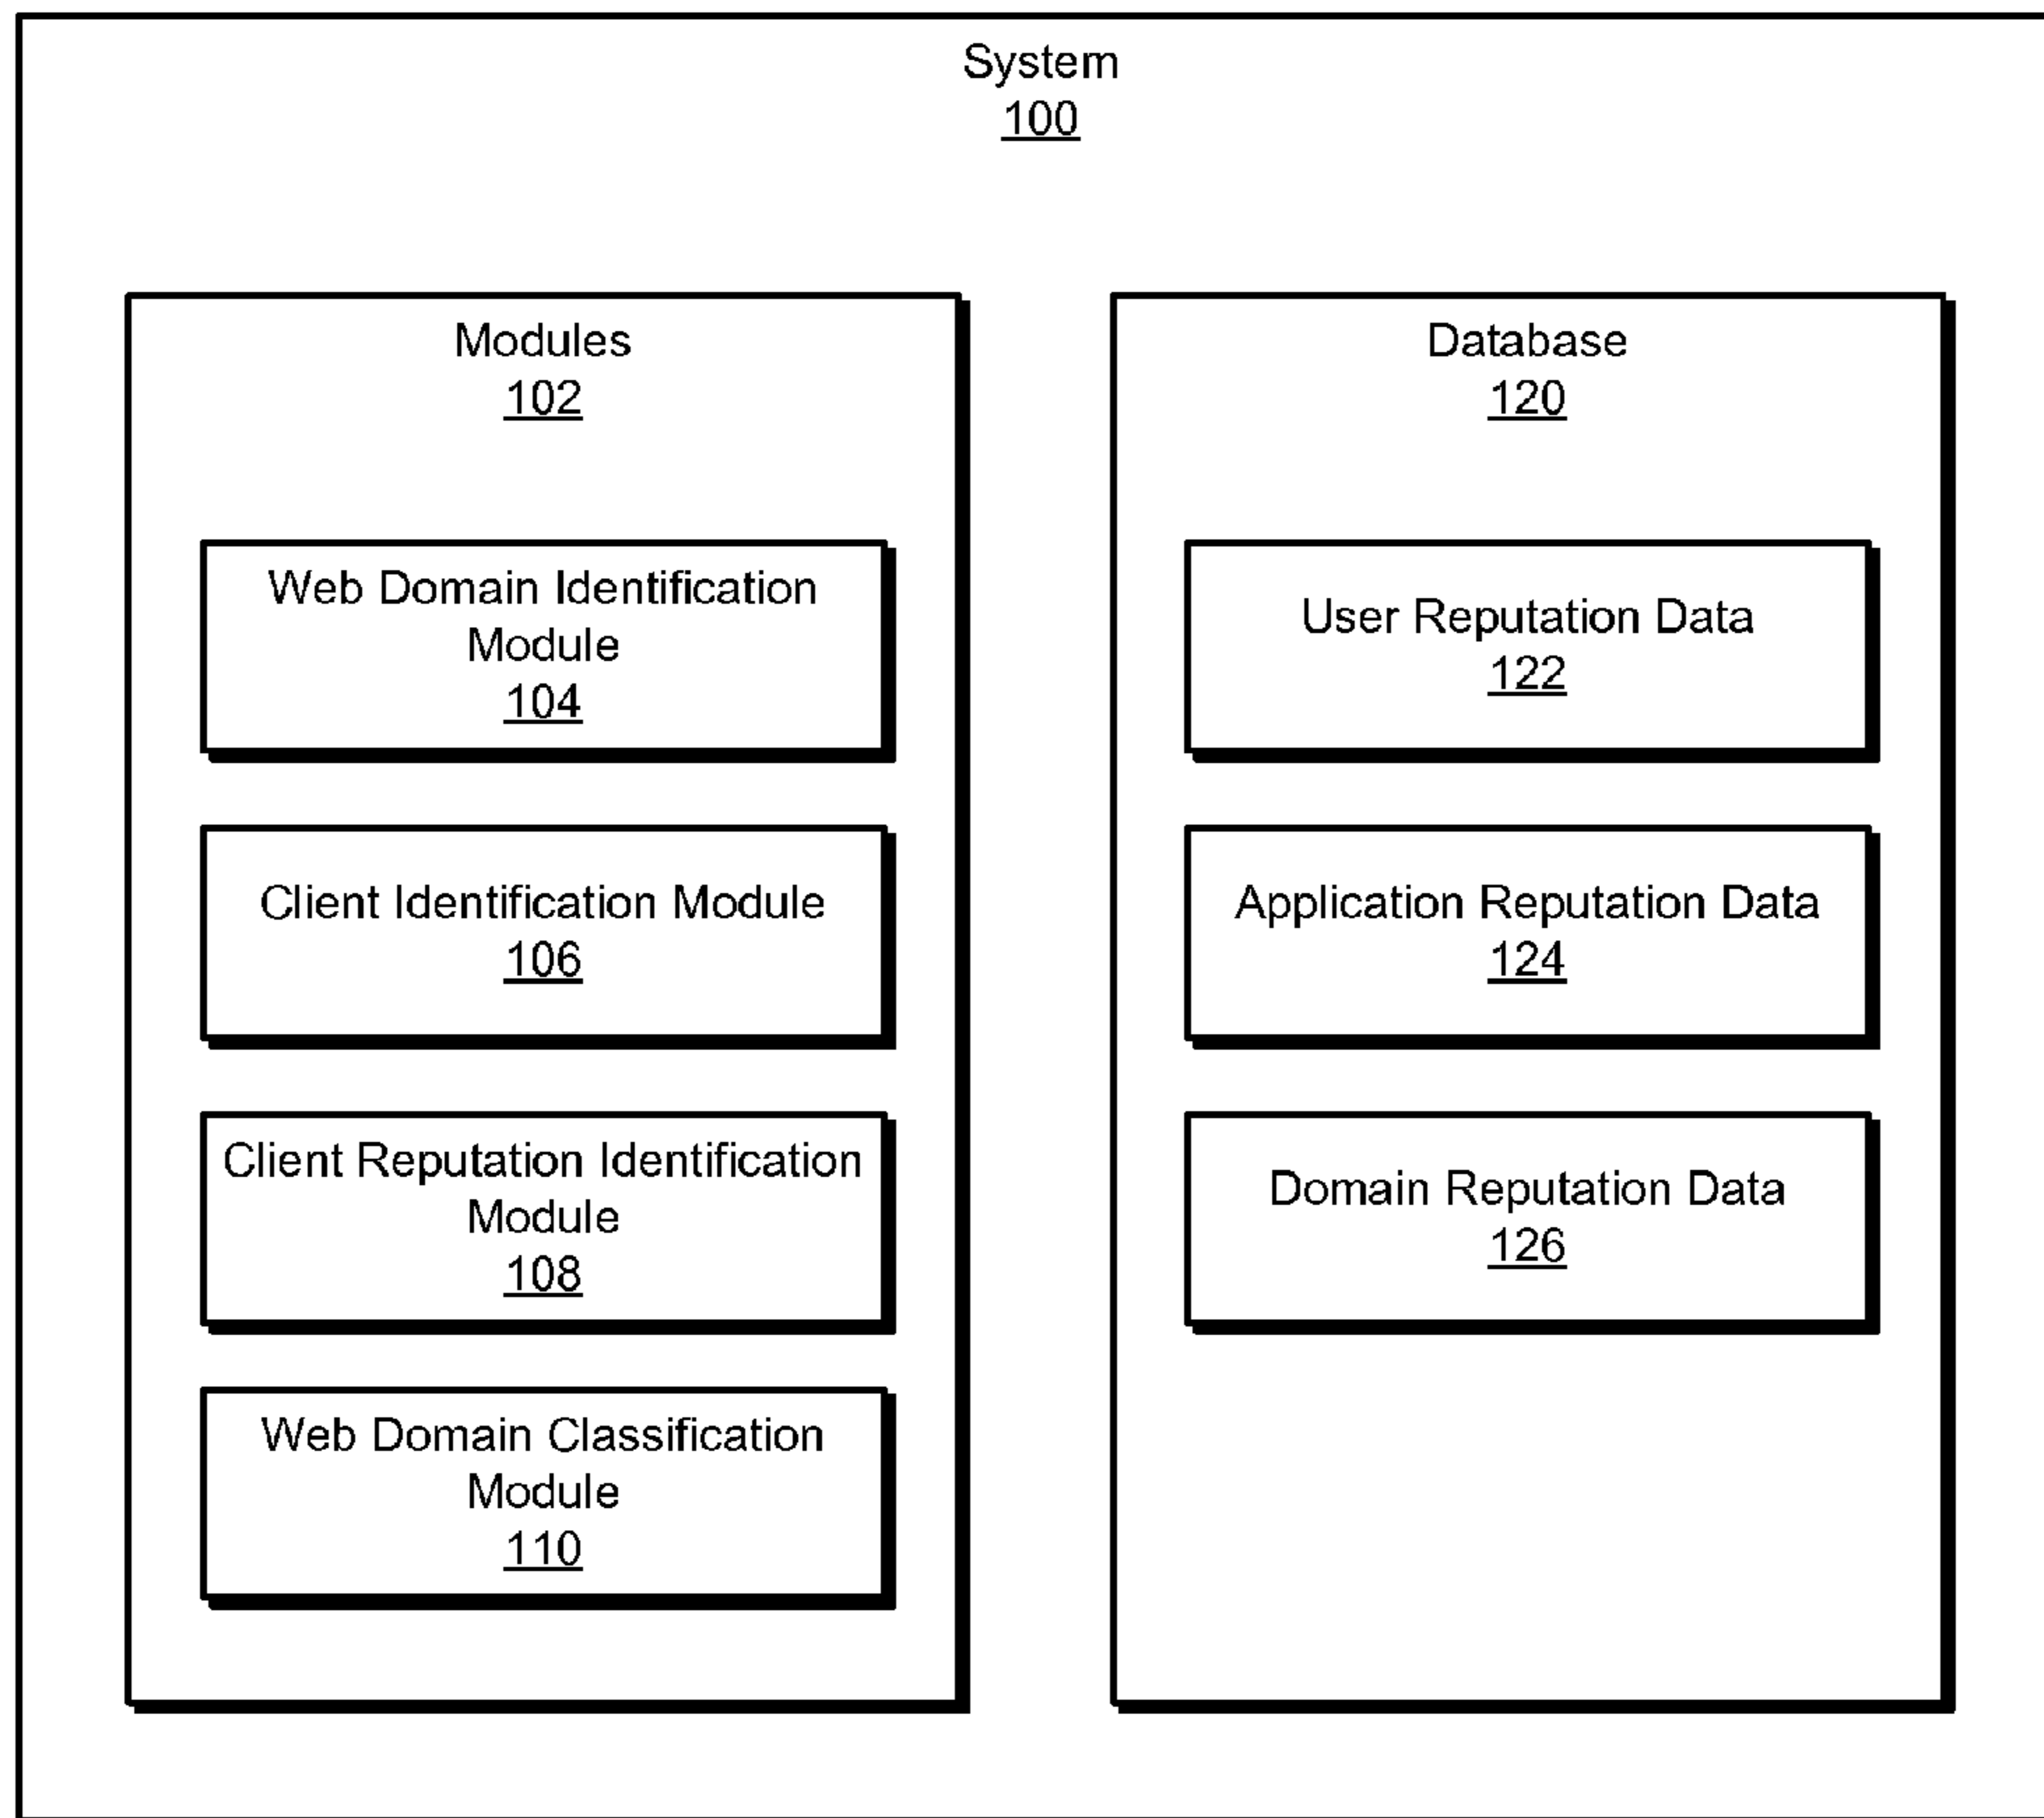 System
100
Modules
102
Web Domain Identification
Module
104
Client Identification Module
106
Client Reputation Identification
Module
108
Web Domain Classification
Module
110
Database
120
User Reputation Data
122
Application Reputation Data
124
Domain Reputation Data
126